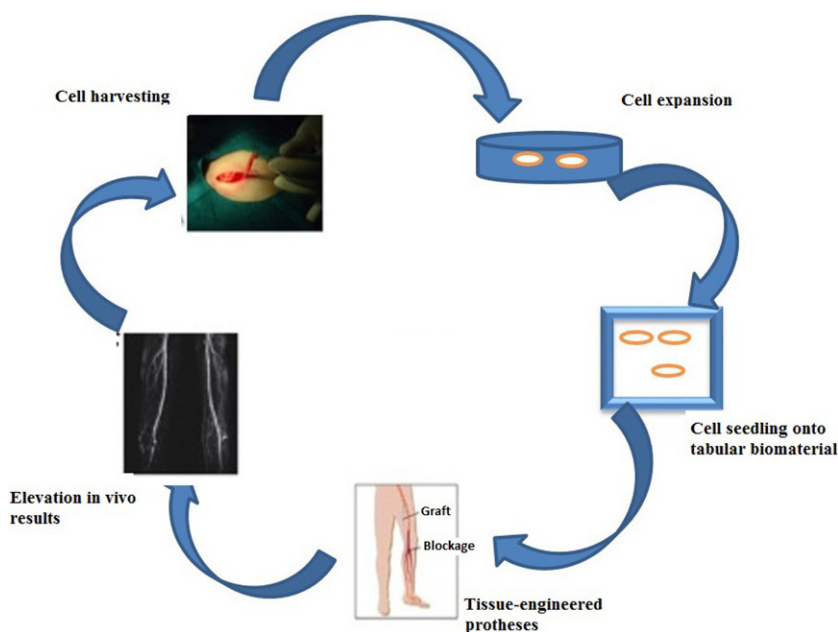 Cell harvesting
Cell expansion
Cell seedling onto
tabular biomaterial
Graft
Blockage
Tissue-engineered
protheses
Elevation in vivo
results